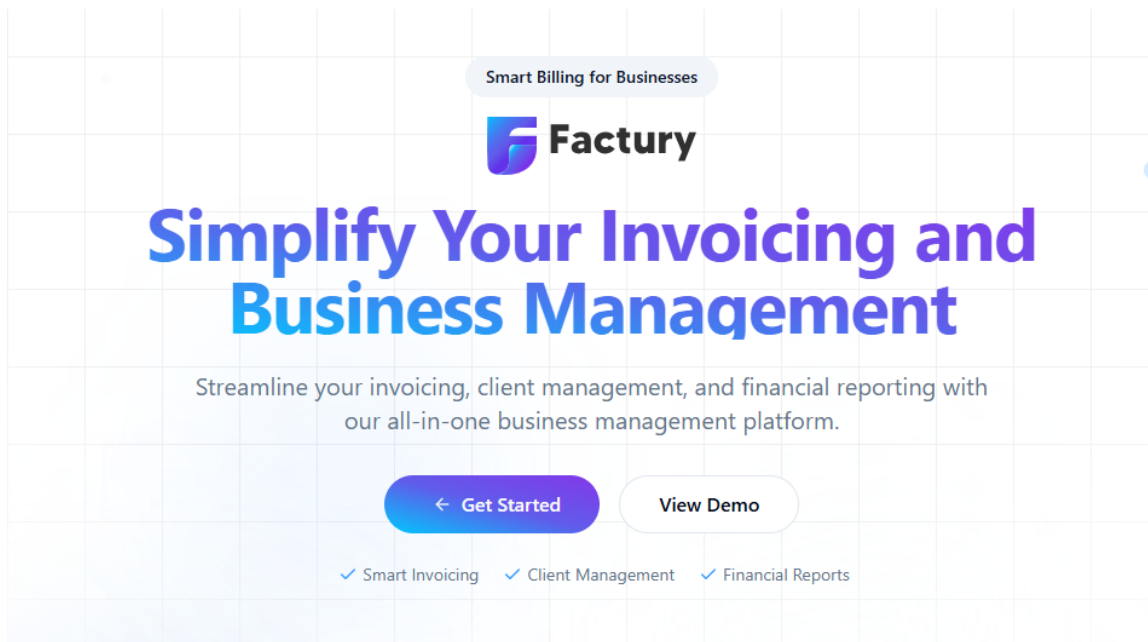 Smart Billing for Businesses
Factury
Simplify Your Invoicing and
Business Management
Streamline your invoicing, client management, and financial reporting with
our all-in-one business management platform.
Get Started
View Demo
Smart Invoicing
Client Management
Financial Reports